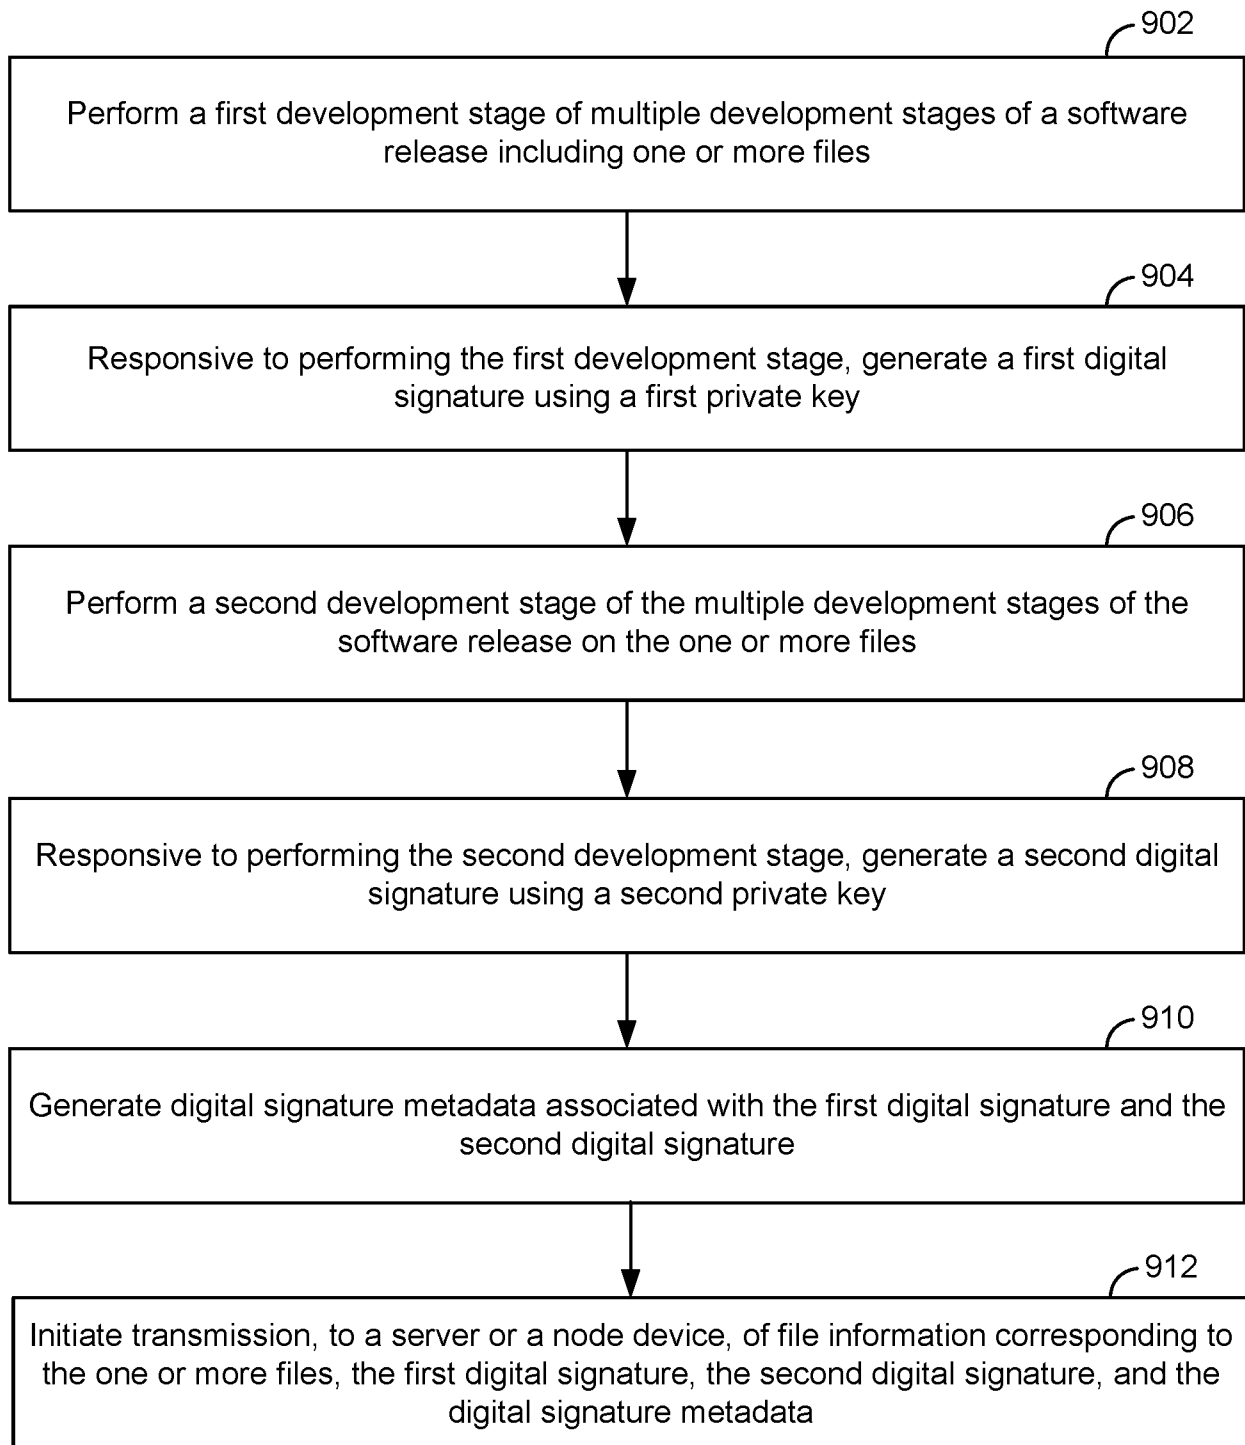 902
Perform a first development stage of multiple development stages of a software
release including one or more files
904
Responsive to performing the first development stage, generate a first digital
signature using a first private key
906
Perform a second development stage of the multiple development stages of the
software release on the one or more files
908
Responsive to performing the second development stage, generate a second digital
signature using a second private key
910
Generate digital signature metadata associated with the first digital signature and the
second digital signature
912
Initiate transmission, to a server or a node device, of file information corresponding to
the one or more files, the first digital signature, the second digital signature, and the
digital signature metadata